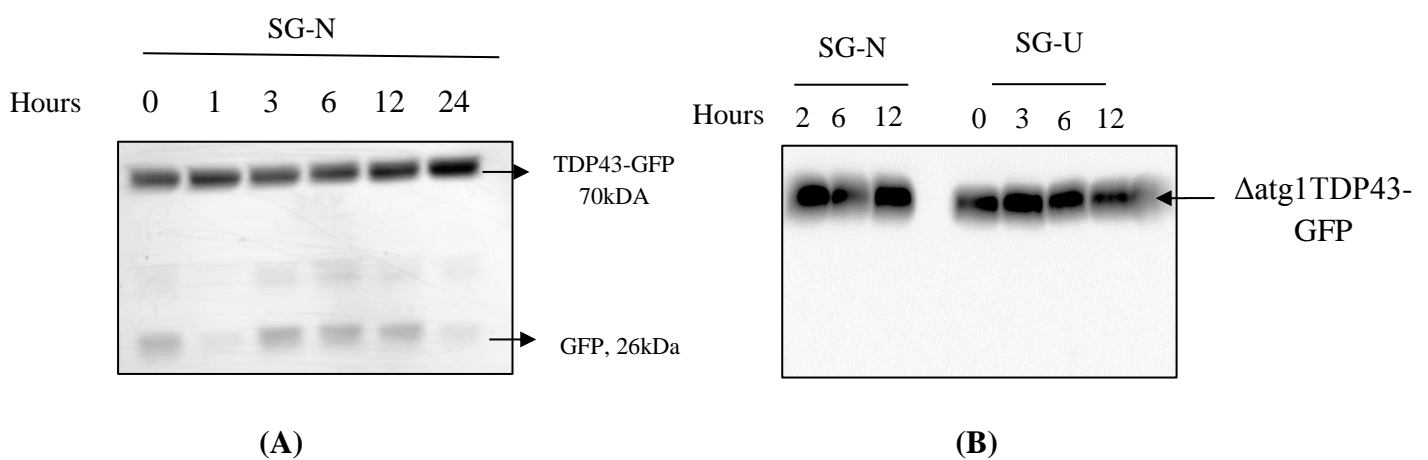 SG-N
Hours 0 1 3 6 12 24
TDP43-GFP
70kDA
GFP, 26kDa
(A)
SG-N SG-U
Hours 2 6 12 0 3 6 12
Δatg1TDP43-
GFP
(B)